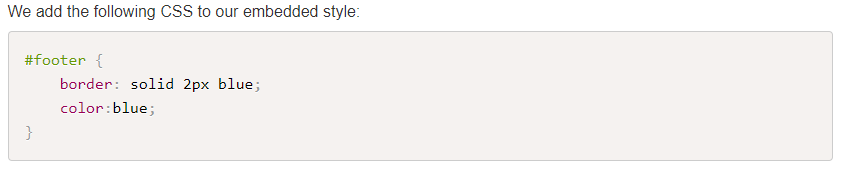 We add the following CSS to our embedded style:
#footer {
    border: solid 2px blue;
    color:blue;
}